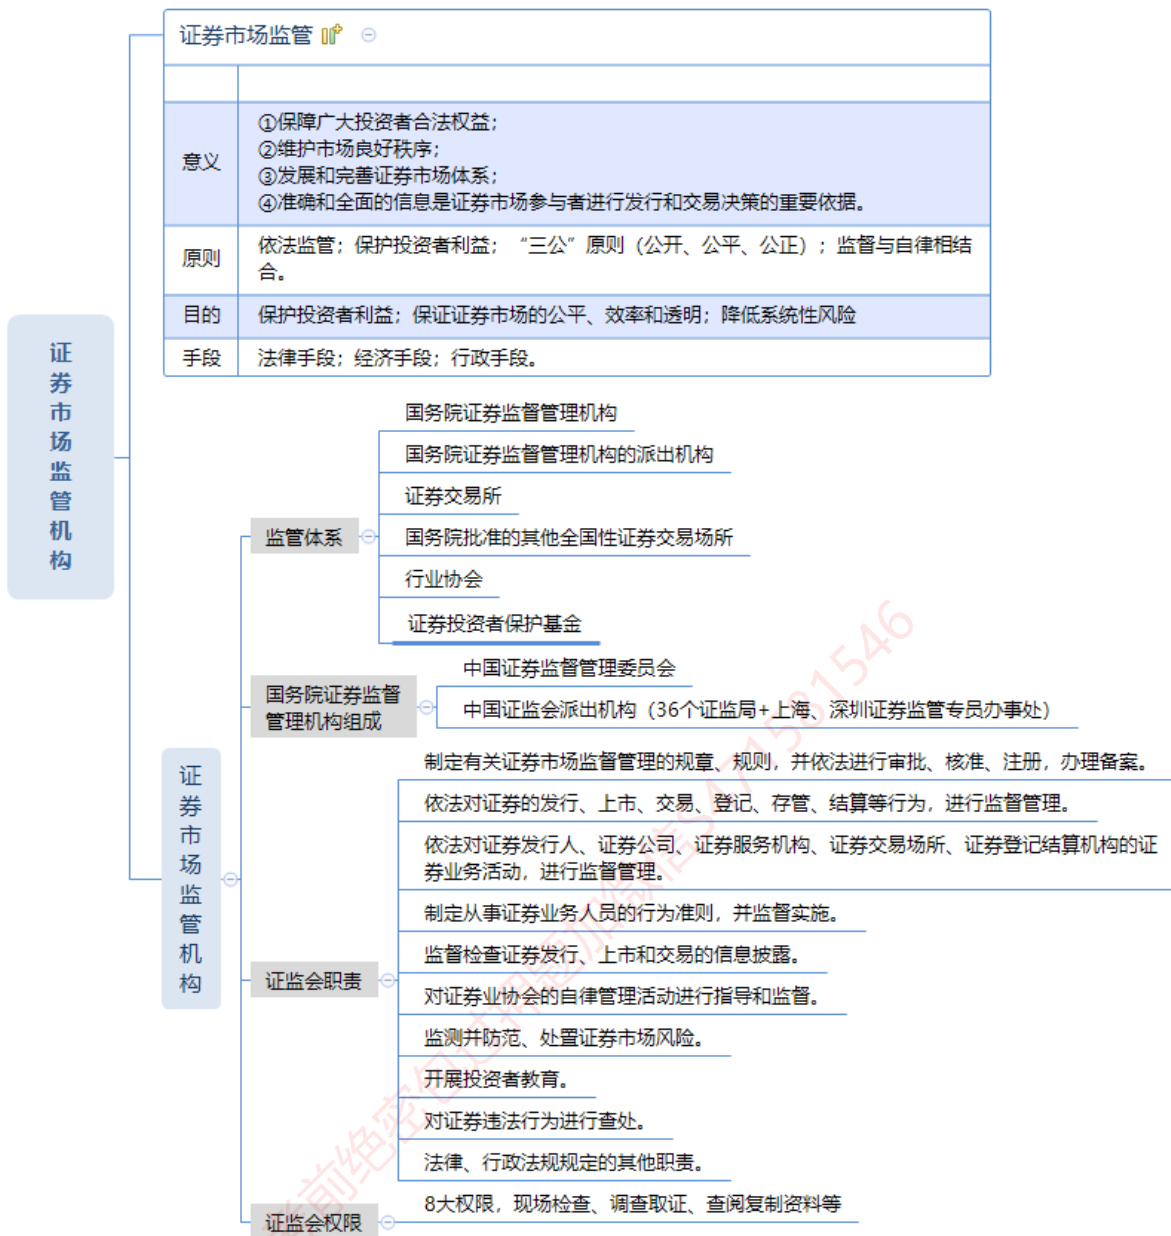 证券市场监管
意义
①保障广大投资者合法权益；
②维护市场良好秩序；
③发展和完善证券市场体系；
④准确和全面的信息是证券市场参与者进行发行和交易决策的重要依据。
原则
依法监管；保护投资者利益；“三公”原则（公开、公平、公正）；监督与自律相结
合。
目的
保护投资者利益；保证证券市场的公平、效率和透明；降低系统性风险
手段
法律手段；经济手段；行政手段。
证券市场监管机构
证券市场监管机构
监管体系
国务院证券监督管理机构
国务院证券监督管理机构的派出机构
证券交易所
国务院批准的其他全国性证券交易场所
行业协会
证券投资者保护基金
国务院证券监督
管理机构组成
中国证券监督管理委员会
中国证监会派出机构（36个证监局+上海、深圳证券监管专员办事处）
证监会职责
制定有关证券市场监督管理的规章、规则，并依法进行审批、核准、注册，办理备案。
依法对证券的发行、上市、交易、登记、存管、结算等行为，进行监督管理。
依法对证券发行人、证券公司、证券服务机构、证券交易场所、证券登记结算机构的证
券业务活动，进行监督管理。
制定从事证券业务人员的行为准则，并监督实施。
监督检查证券发行、上市和交易的信息披露。
对证券业协会的自律管理活动进行指导和监督。
监测并防范、处置证券市场风险。
开展投资者教育。
对证券违法行为进行查处。
法律、行政法规规定的其他职责。
证监会权限
8大权限，现场检查、调查取证、查阅复制资料等
前绝密包过押题加微信5471581546